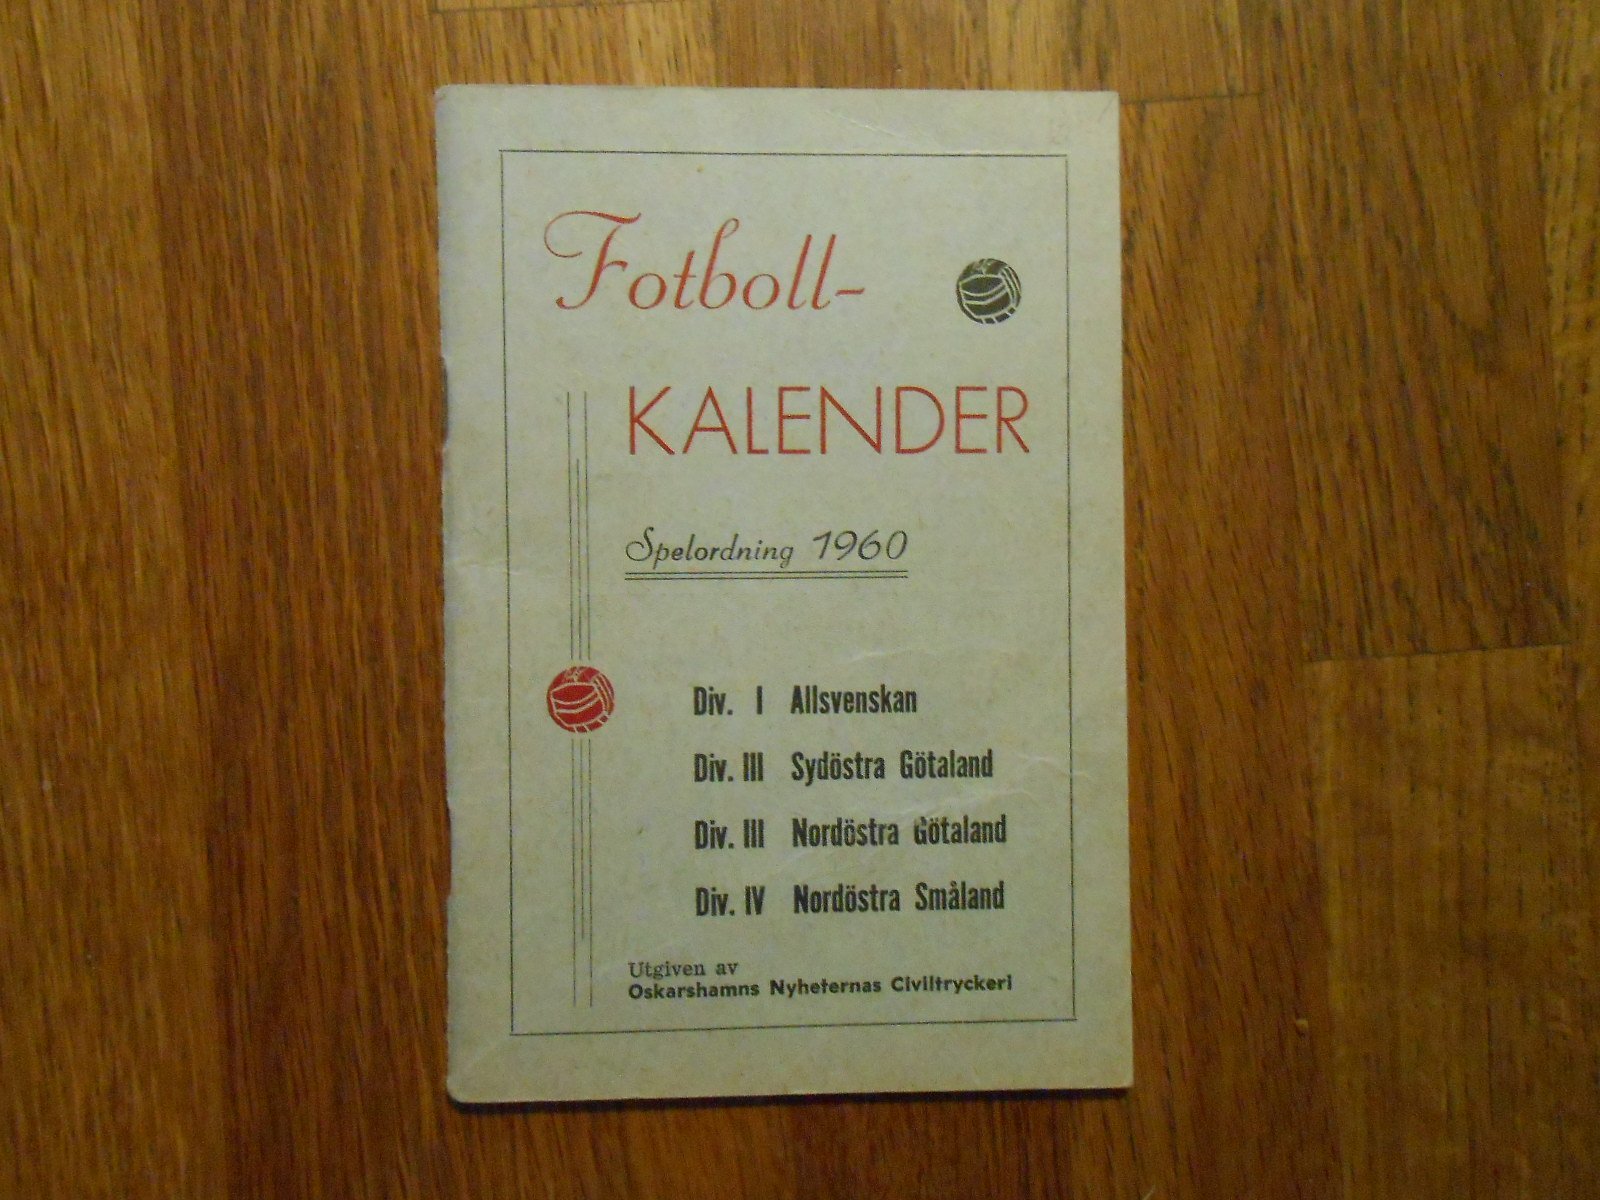 Fotboll-
KALENDER
Spelordning 1960
Div. I Allsvenskan
Div. III Sydöstra Götaland
Div. III Nordöstra Götaland
Div. IV Nordöstra Småland
Utgiven av
Oskarshamns Nyheternas Civiltryckeri